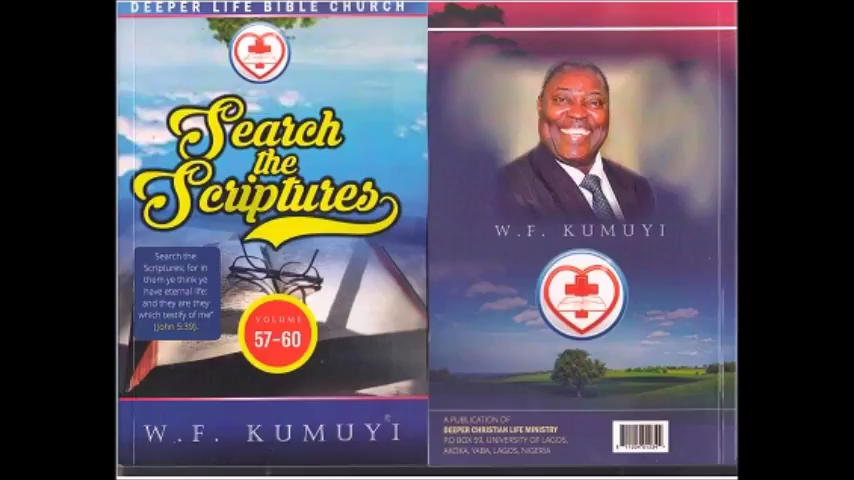 DEEPER LIFE BIBLE CHURCH
Search
the
Scriptures
Search the
Scriptures; for in
them ye think ye
have eternal life:
and they are they
which testify of me"
(John 5:39).
VOLUME
57-60
W. F. KUMUYI
W.F. KUMUYI
A PUBLICATION OF
DEEPER CHRISTIAN LIFE MINISTRY
P.O BOX 59, UNIVERSITY OF LAGOS,
AKOKA, YABA, LAGOS, NIGERIA